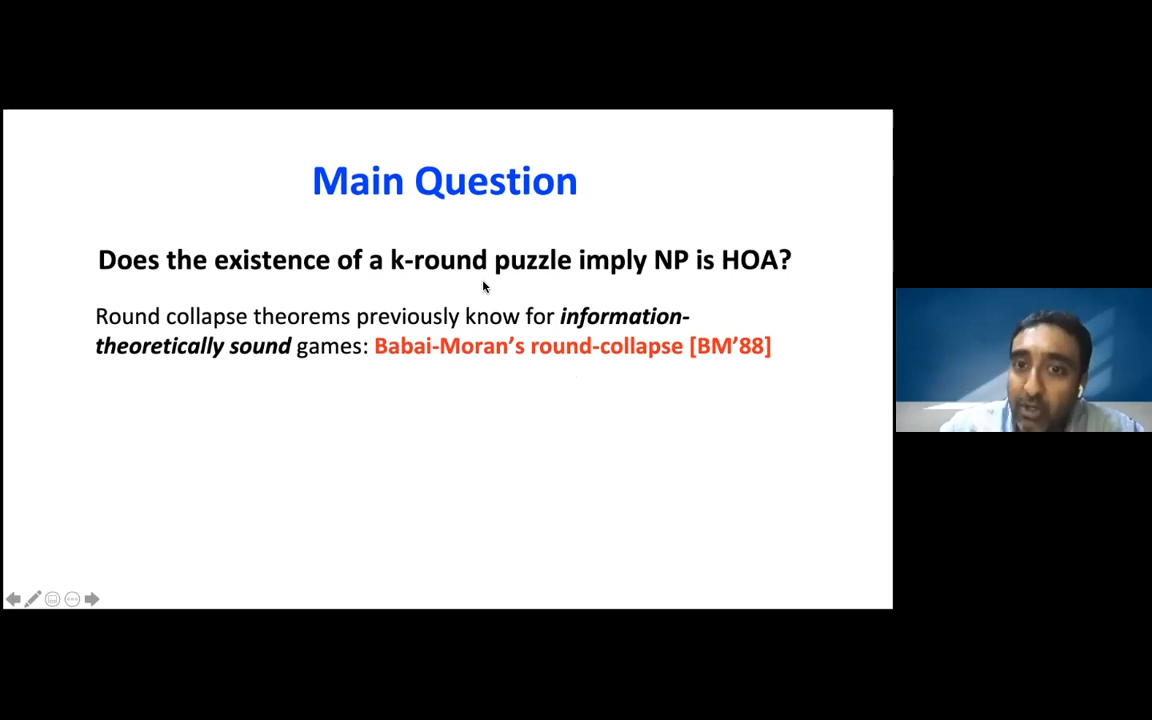 Main Question
Does the existence of a k-round puzzle imply NP is HOA?
Round collapse theorems previously know for information-
theoretically sound games: Babai-Moran's round-collapse [BM'88]